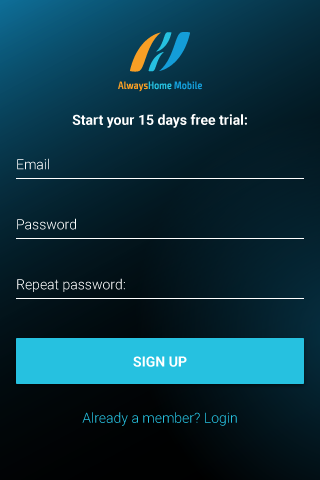 AlwaysHome Mobile
Start your 15 days free trial:
Email
Password
Repeat password:
SIGN UP
Already a member? Login